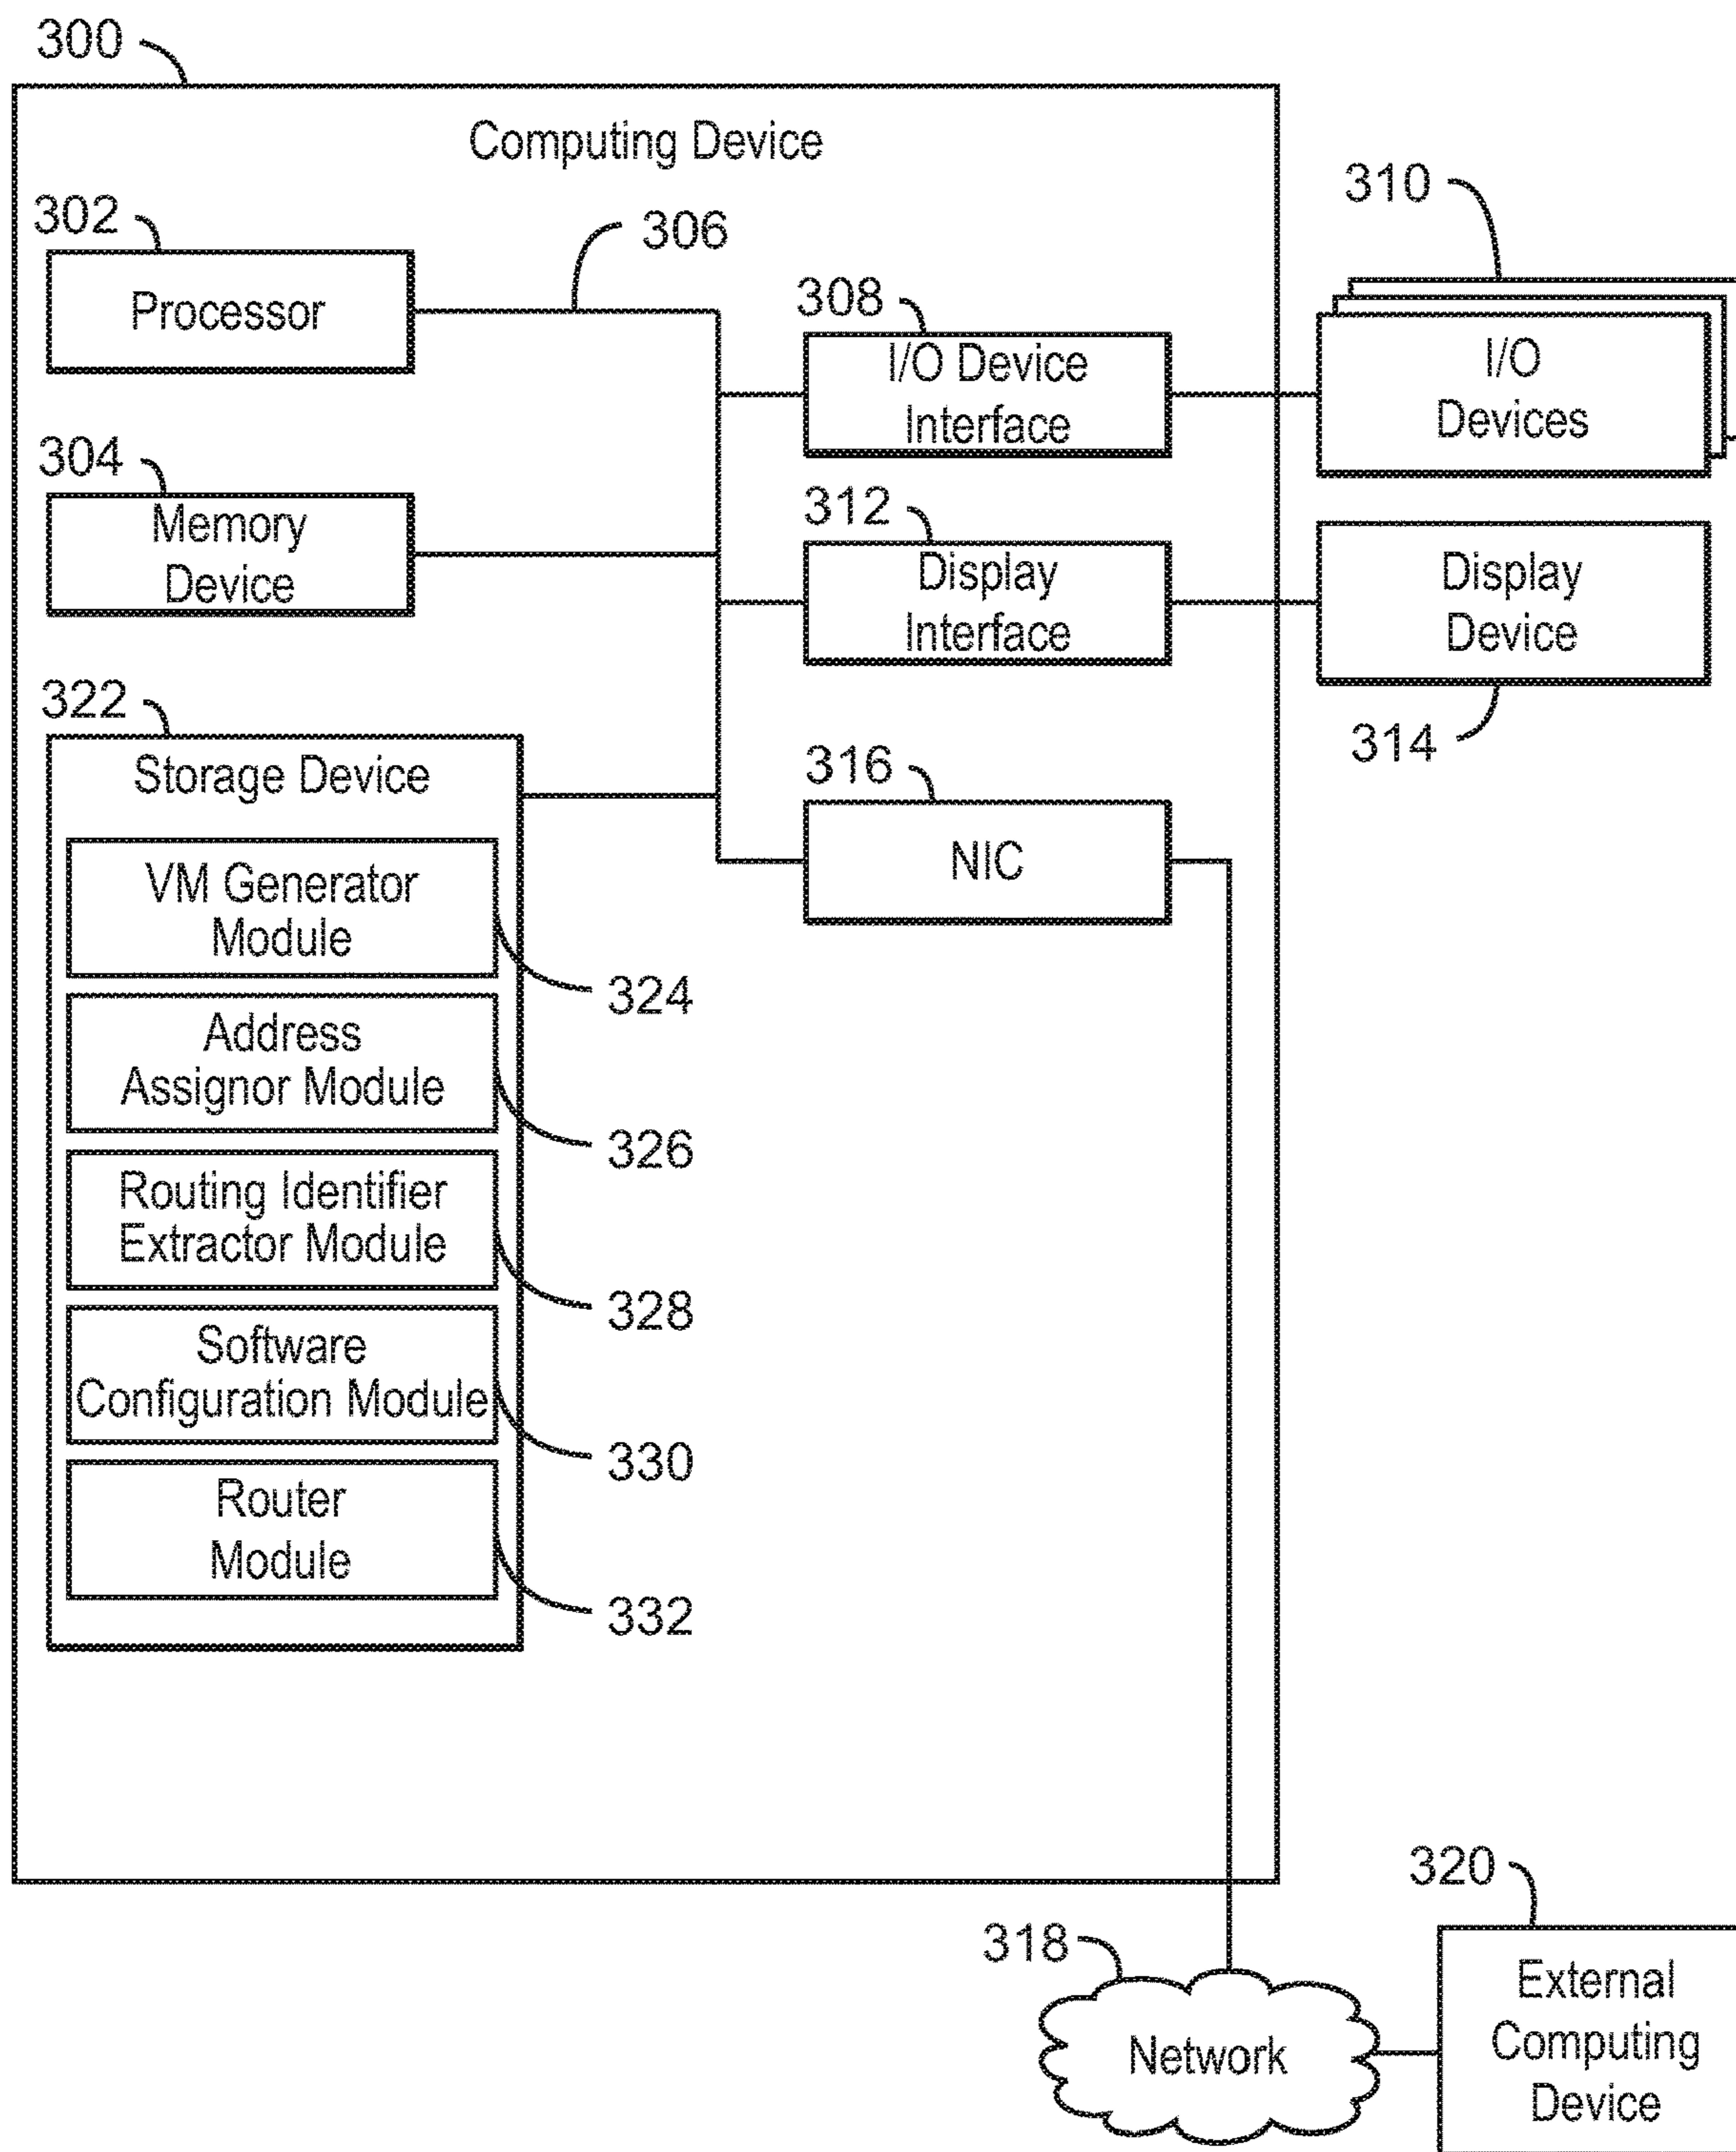 300
Computing Device
302
Processor
306
304
Memory
Device
308
I/O Device
Interface
310
I/O
Devices
312
Display
Interface
Display
Device
314
322
Storage Device
316
NIC
VM Generator
Module
324
Address
Assignor Module
326
Routing Identifier
Extractor Module
328
Software
Configuration Module
330
Router
Module
332
318
Network
320
External
Computing
Device